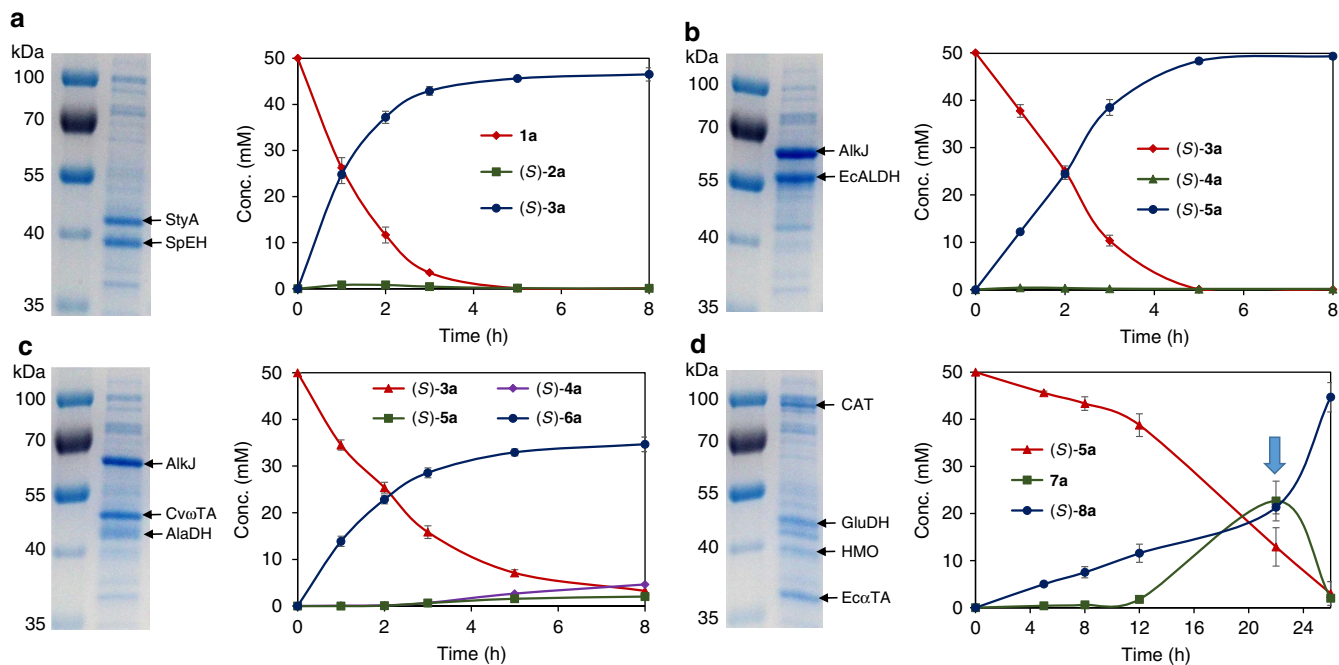 a
kDa
100
70
55
40
35
StyA
SpEH
Conc. (mM)
50
40
30
20
10
0
1a
(S)-2a
(S)-3a
0 2 4 6 8
Time (h)
b
kDa
100
70
55
40
35
AlkJ
EcALDH
Conc. (mM)
50
40
30
20
10
0
(S)-3a
(S)-4a
(S)-5a
0 2 4 6 8
Time (h)
c
kDa
100
70
55
40
35
AlkJ
CvωTA
AlaDH
Conc. (mM)
50
40
30
20
10
0
(S)-3a (S)-4a
(S)-5a (S)-6a
0 2 4 6 8
Time (h)
d
kDa
100
70
55
40
35
CAT
GluDH
HMO
EcαTA
Conc. (mM)
50
40
30
20
10
0
(S)-5a
7a
(S)-8a
0 4 8 12 16 20 24
Time (h)